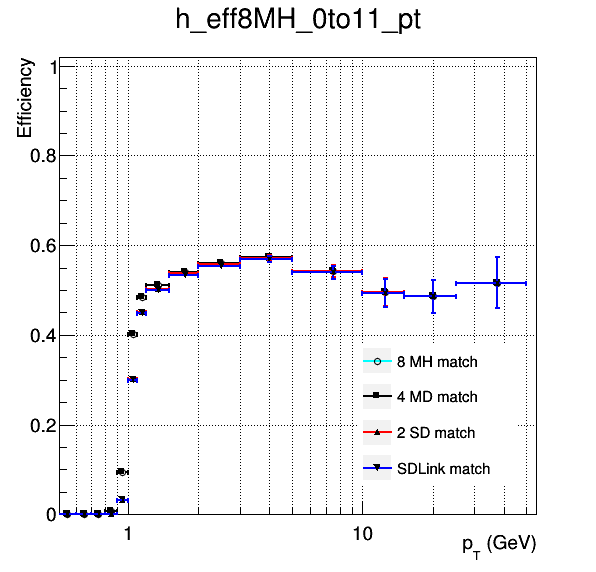 h_eff8MH_0to11_pt
Efficiency
1
0.8
0.6
0.4
0.2
0
8 MH match
4 MD match
2 SD match
SDLink match
1
10
p_T (GeV)